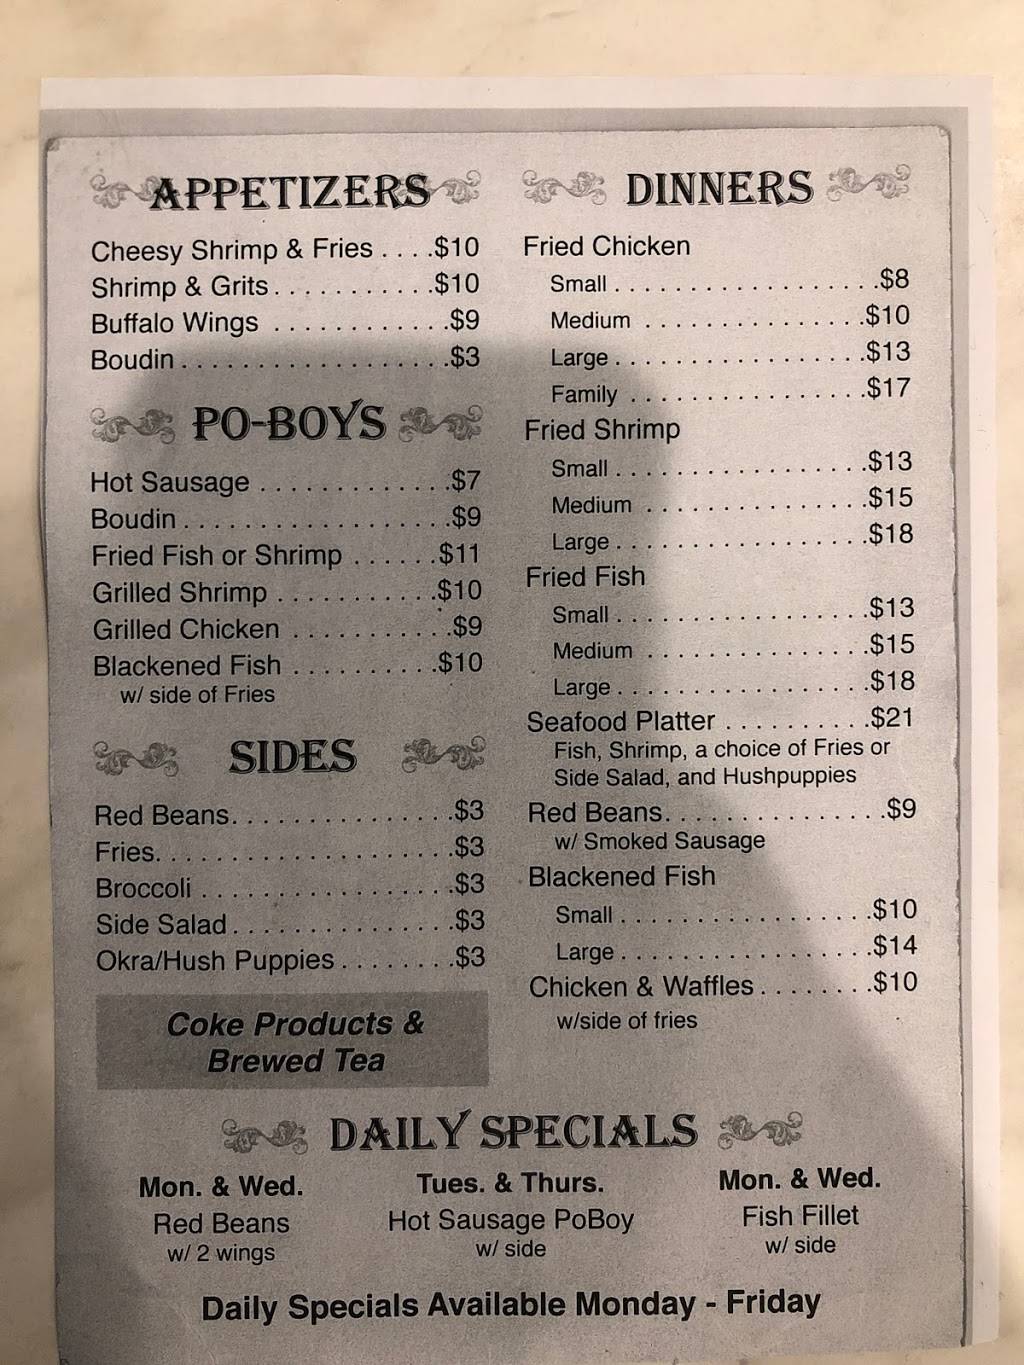 APPETIZERS
Cheesy Shrimp & Fries . . . .$10
Shrimp & Grits. . . . . . . . . . .$10
Buffalo Wings . . . . . . . . . . . .$9
Boudin. . . . . . . . . . . . . . . . . .$3
PO-BOYS
Hot Sausage . . . . . . . . . . . . .$7
Boudin. . . . . . . . . . . . . . . . . .$9
Fried Fish or Shrimp . . . . . .$11
Grilled Shrimp . . . . . . . . . . .$10
Grilled Chicken . . . . . . . . . . .$9
Blackened Fish . . . . . . . . . .$10
w/ side of Fries
SIDES
Red Beans. . . . . . . . . . . . . . .$3
Fries. . . . . . . . . . . . . . . . . . . .$3
Broccoli . . . . . . . . . . . . . . . . .$3
Side Salad. . . . . . . . . . . . . . .$3
Okra/Hush Puppies. . . . . . . .$3
Coke Products &
Brewed Tea
DINNERS
Fried Chicken
Small . . . . . . . . . . . . . . . . . .$8
Medium . . . . . . . . . . . . . . .$10
Large. . . . . . . . . . . . . . . . .$13
Family . . . . . . . . . . . . . . . .$17
Fried Shrimp
Small . . . . . . . . . . . . . . . . .$13
Medium . . . . . . . . . . . . . . .$15
Large. . . . . . . . . . . . . . . . .$18
Fried Fish
Small . . . . . . . . . . . . . . . . .$13
Medium . . . . . . . . . . . . . . .$15
Large. . . . . . . . . . . . . . . . .$18
Seafood Platter . . . . . . . . . .$21
Fish, Shrimp, a choice of Fries or
Side Salad, and Hushpuppies
Red Beans. . . . . . . . . . . . . . .$9
w/ Smoked Sausage
Blackened Fish
Small . . . . . . . . . . . . . . . . .$10
Large. . . . . . . . . . . . . . . . .$14
Chicken & Waffles. . . . . . . .$10
w/side of fries
DAILY SPECIALS
Mon. & Wed.
Red Beans
w/ 2 wings
Tues. & Thurs.
Hot Sausage PoBoy
w/ side
Mon. & Wed.
Fish Fillet
w/ side
Daily Specials Available Monday - Friday